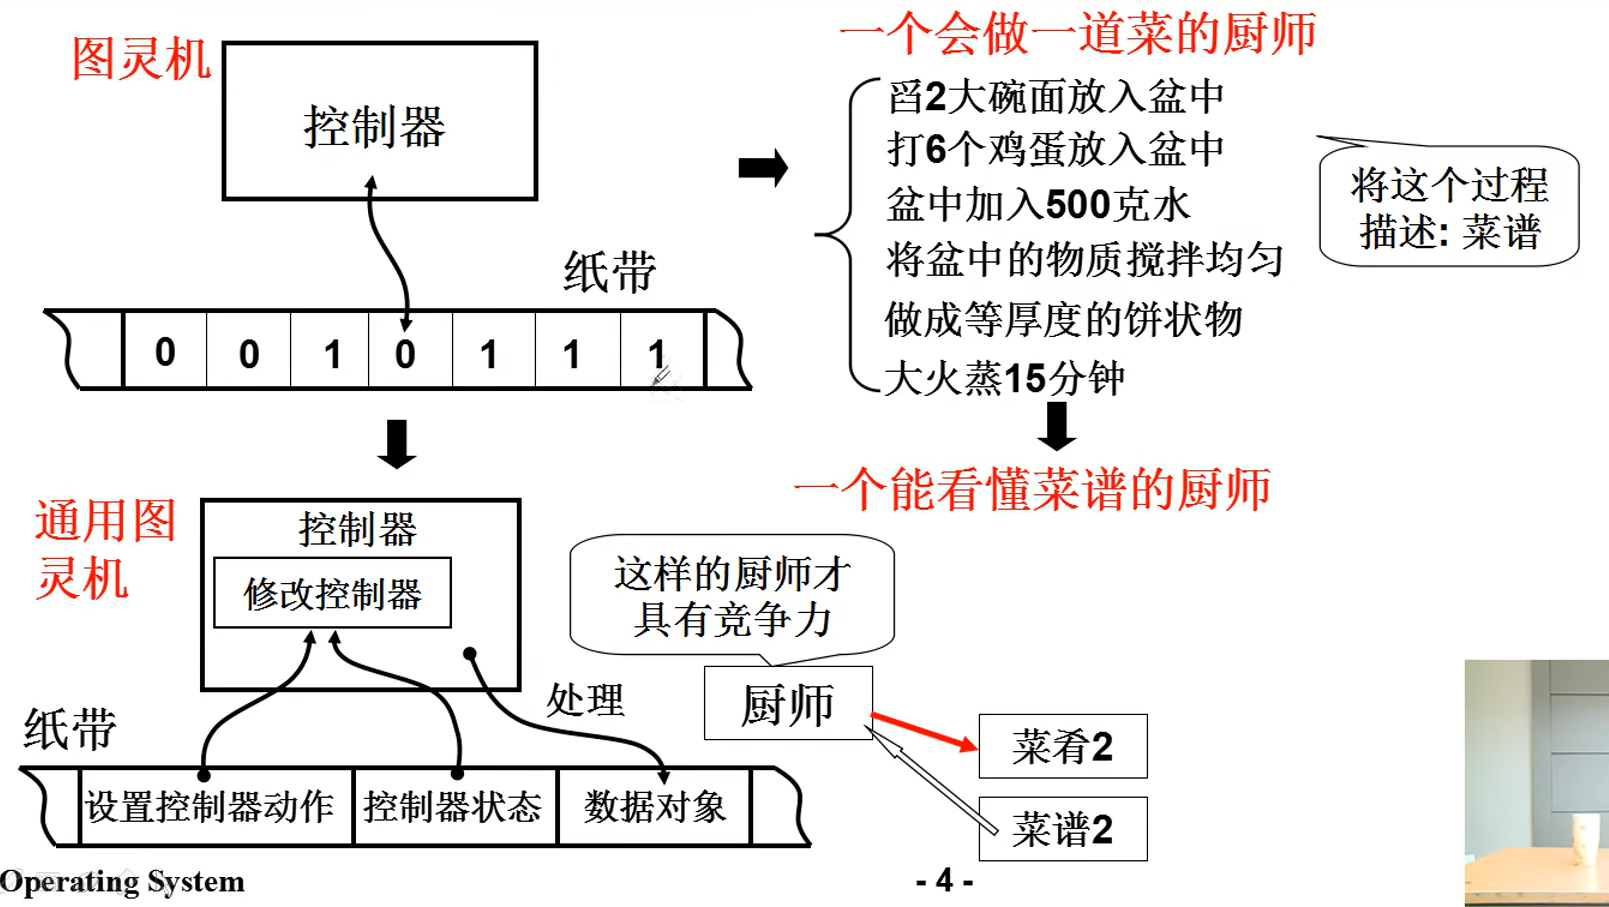 图灵机
控制器
纸带
0 0 1 0 1 1 1
一个会做一道菜的厨师
舀2大碗面放入盆中
打6个鸡蛋放入盆中
盆中加入500克水
将盆中的物质搅拌均匀
做成等厚度的饼状物
大火蒸15分钟
将这个过程
描述: 菜谱
一个能看懂菜谱的厨师
通用图
灵机
控制器
修改控制器
处理
纸带
设置控制器动作 控制器状态 数据对象
这样的厨师才
具有竞争力
厨师
菜肴2
菜谱2
Operating System
- 4 -